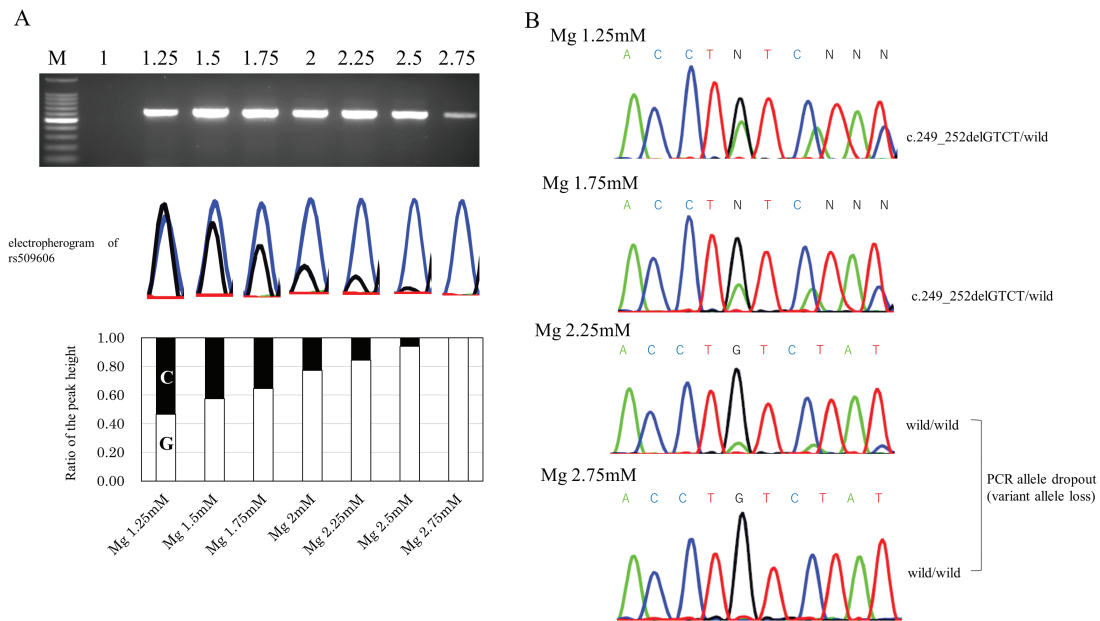 A
M 1 1.25 1.5 1.75 2 2.25 2.5 2.75
electropherogram of
rs509606
Ratio of the peak height
1.00
0.80
0.60
0.40
0.20
0.00
C
G
Mg 1.25mM
Mg 1.5mM
Mg 1.75mM
Mg 2mM
Mg 2.25mM
Mg 2.5mM
Mg 2.75mM
B
Mg 1.25mM
A C C T N T C N N N
c.249_252delGTCT/wild
Mg 1.75mM
A C C T N T C N N N
c.249_252delGTCT/wild
Mg 2.25mM
A C C T G T C T A T
wild/wild
Mg 2.75mM
A C C T G T C T A T
wild/wild
PCR allele dropout
(variant allele loss)